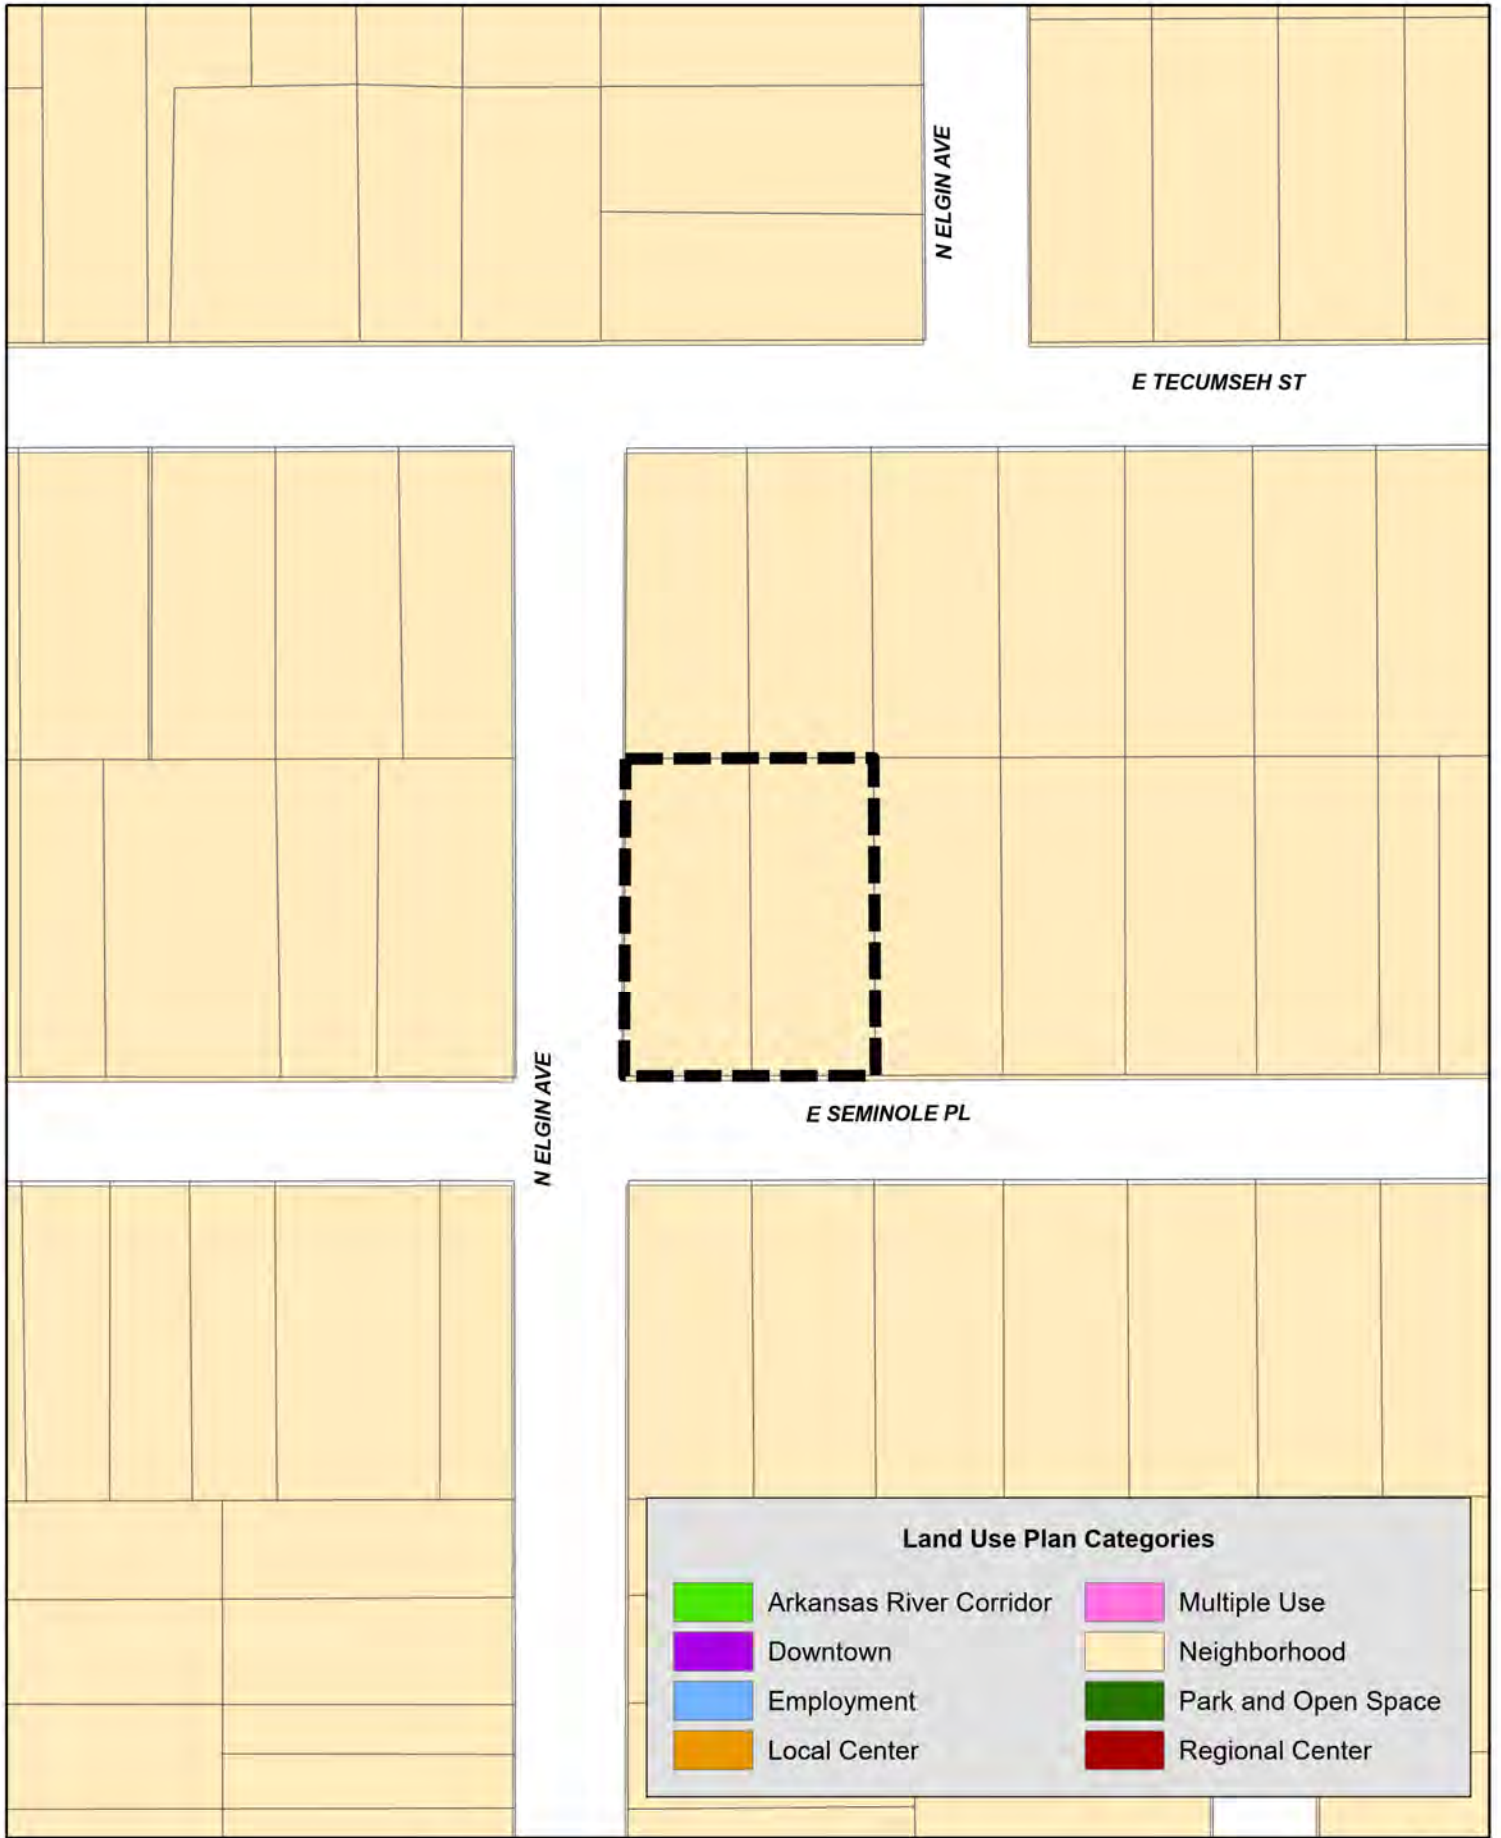 N ELGIN AVE
E TECUMSEH ST
N ELGIN AVE
E SEMINOLE PL
Land Use Plan Categories
Arkansas River Corridor
Downtown
Employment
Local Center
Multiple Use
Neighborhood
Park and Open Space
Regional Center